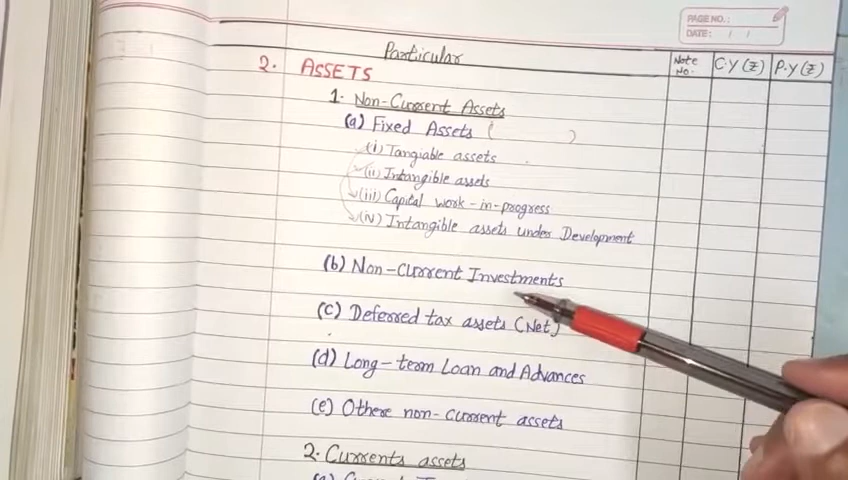 PAGE NO.:
DATE: / /
Particular
Note No.
C.Y (₹)
P.Y (₹)
2. ASSETS
1. Non-Current Assets
(a) Fixed Assets ( )
(i) Tangiable assets
(ii) Intangible assets
(iii) Capital work-in-progress
(iv) Intangible assets under Development
(b) Non-Current Investments
(c) Deferred tax assets (Net)
(d) Long-term Loan and Advances
(e) Othere non-current assets
2. Currents assets